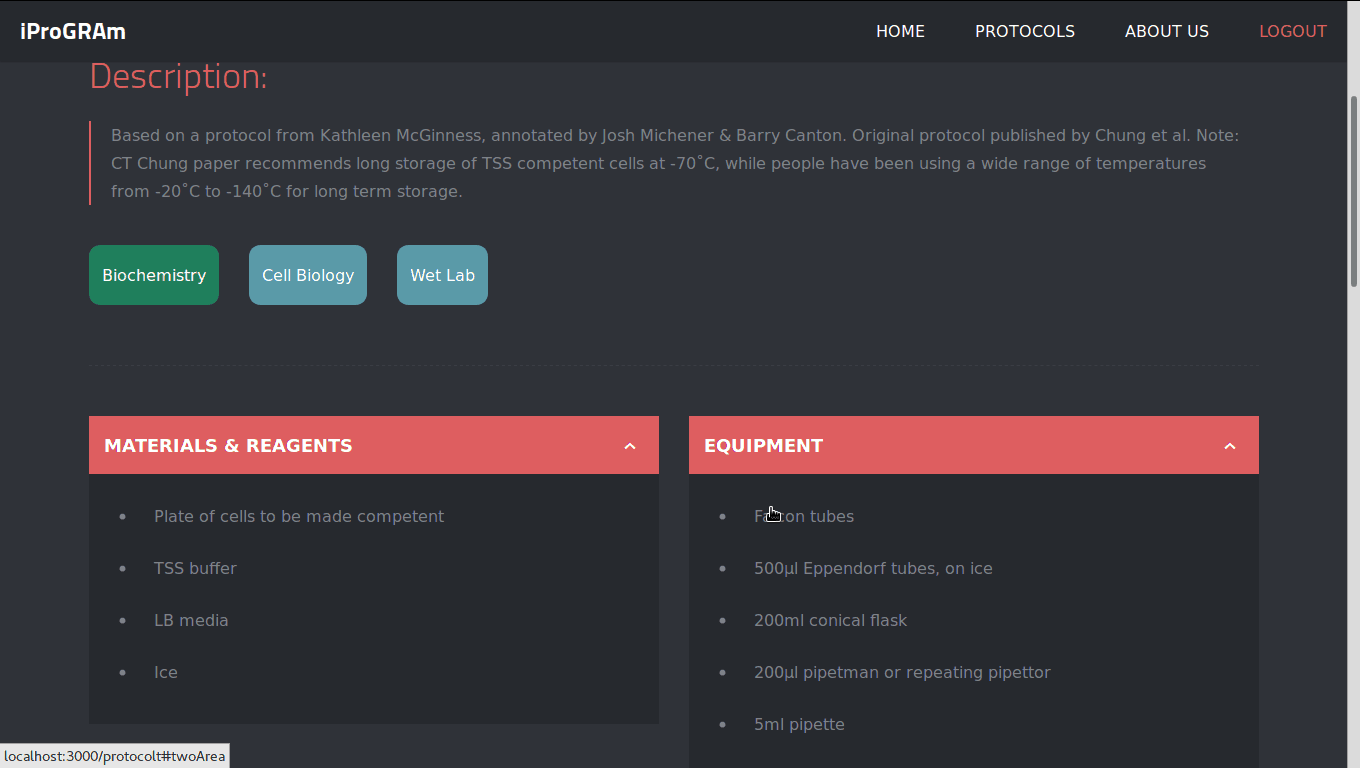 iProGRAm
HOME PROTOCOLS ABOUT US LOGOUT
Description:
Based on a protocol from Kathleen McGinness, annotated by Josh Michener & Barry Canton. Original protocol published by Chung et al. Note:
CT Chung paper recommends long storage of TSS competent cells at -70˚C, while people have been using a wide range of temperatures
from -20˚C to -140˚C for long term storage.
Biochemistry Cell Biology Wet Lab
MATERIALS & REAGENTS
Plate of cells to be made competent
TSS buffer
LB media
Ice
EQUIPMENT
Falcon tubes
500µl Eppendorf tubes, on ice
200ml conical flask
200µl pipetman or repeating pipettor
5ml pipette
localhost:3000/protocolt#twoArea